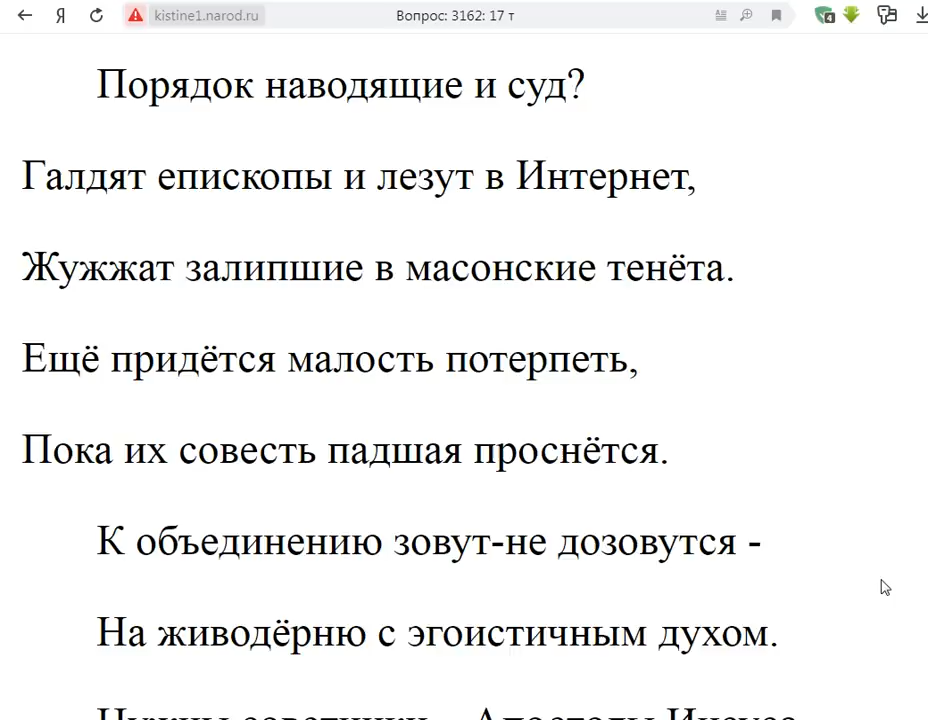 Я
kistine1.narod.ru
Вопрос: 3162: 17 т
4
Порядок наводящие и суд?
Галдят епископы и лезут в Интернет,
Жужжат залипшие в масонские тенёта.
Ещё придётся малость потерпеть,
Пока их совесть падшая проснётся.
К объединению зовут-не дозовутся -
На живодёрню с эгоистичным духом.